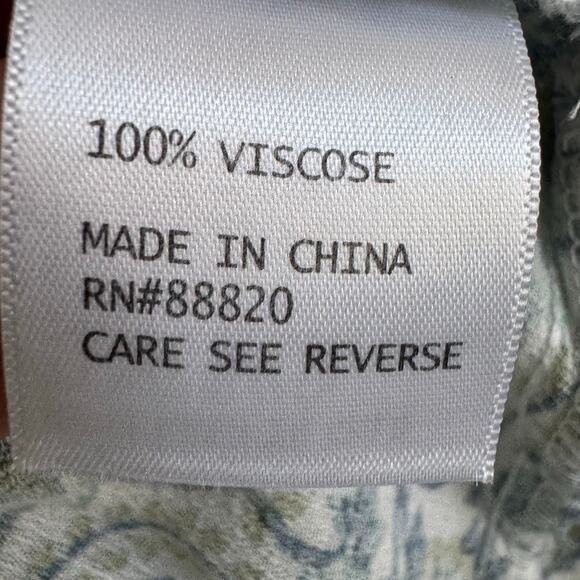 100% VISCOSE
MADE IN CHINA
RN#88820
CARE SEE REVERSE